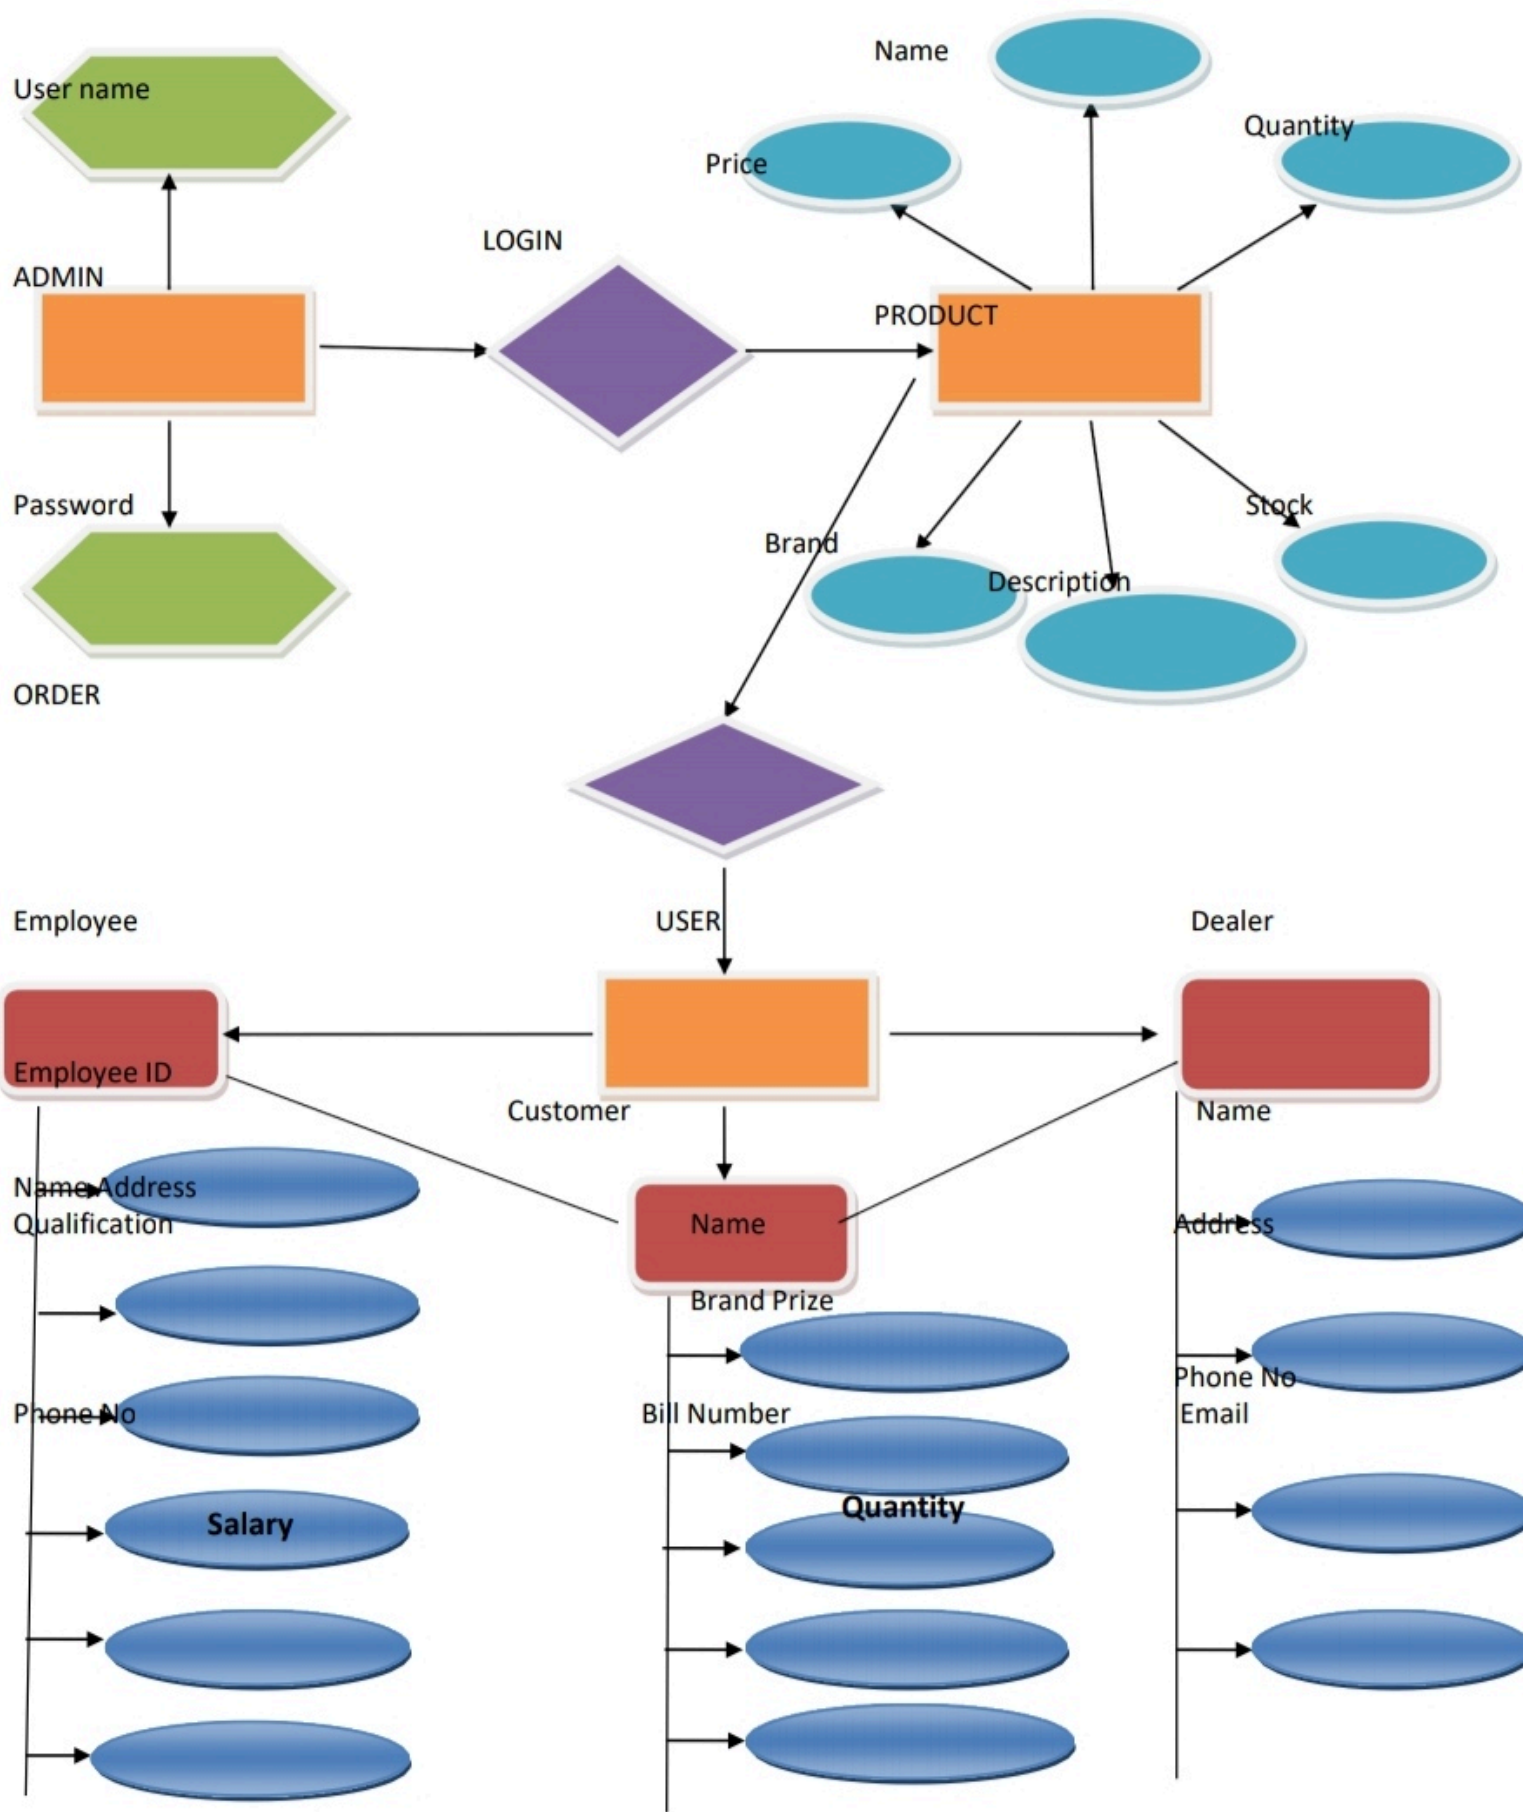 Name
User name
Quantity
Price
LOGIN
ADMIN
PRODUCT
Password
Stock
Brand
Description
ORDER
Employee
USER
Dealer
Employee ID
Customer
Name
Name Address
Qualification
Name
Address
Brand Prize
Phone No
Phone No
Bill Number
Email
Quantity
Salary